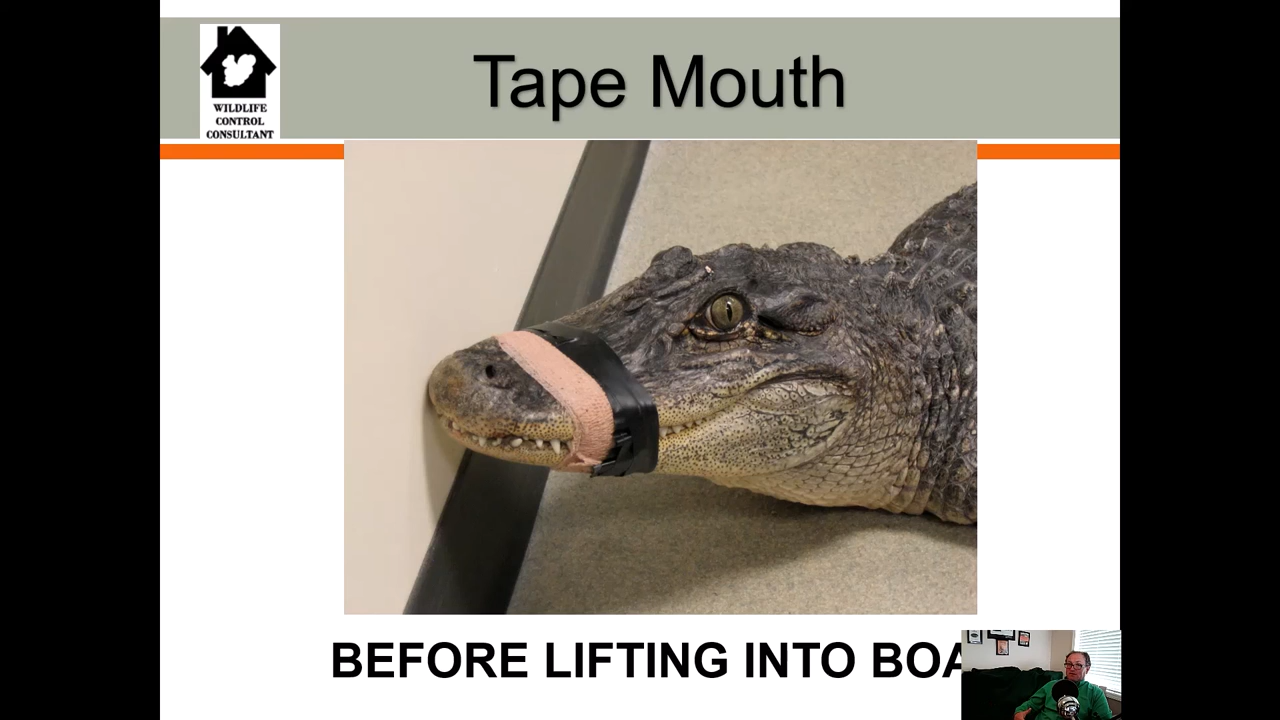 WILDLIFE
CONTROL
CONSULTANT
Tape Mouth
BEFORE LIFTING INTO BOA